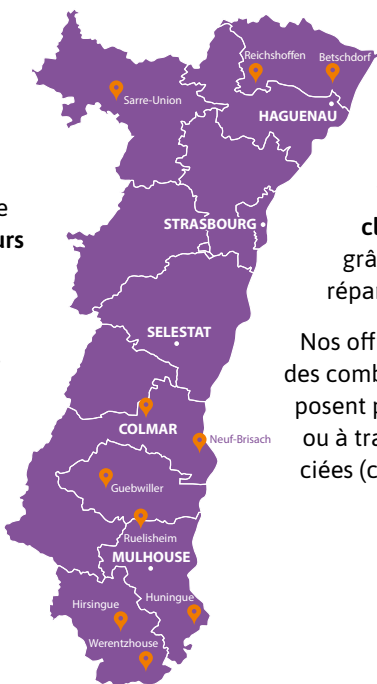 Reichshoffen
Betschdorf
Sarre-Union
HAGUENAU
STRASBOURG
SELESTAT
COLMAR
Neuf-Brisach
Guebwiller
Ruelisheim
MULHOUSE
Hirsingue
Huningue
Werentzhouse
e
urs
cl
grâ
répar
Nos off
des comb
posent p
ou à tra
ciées (c